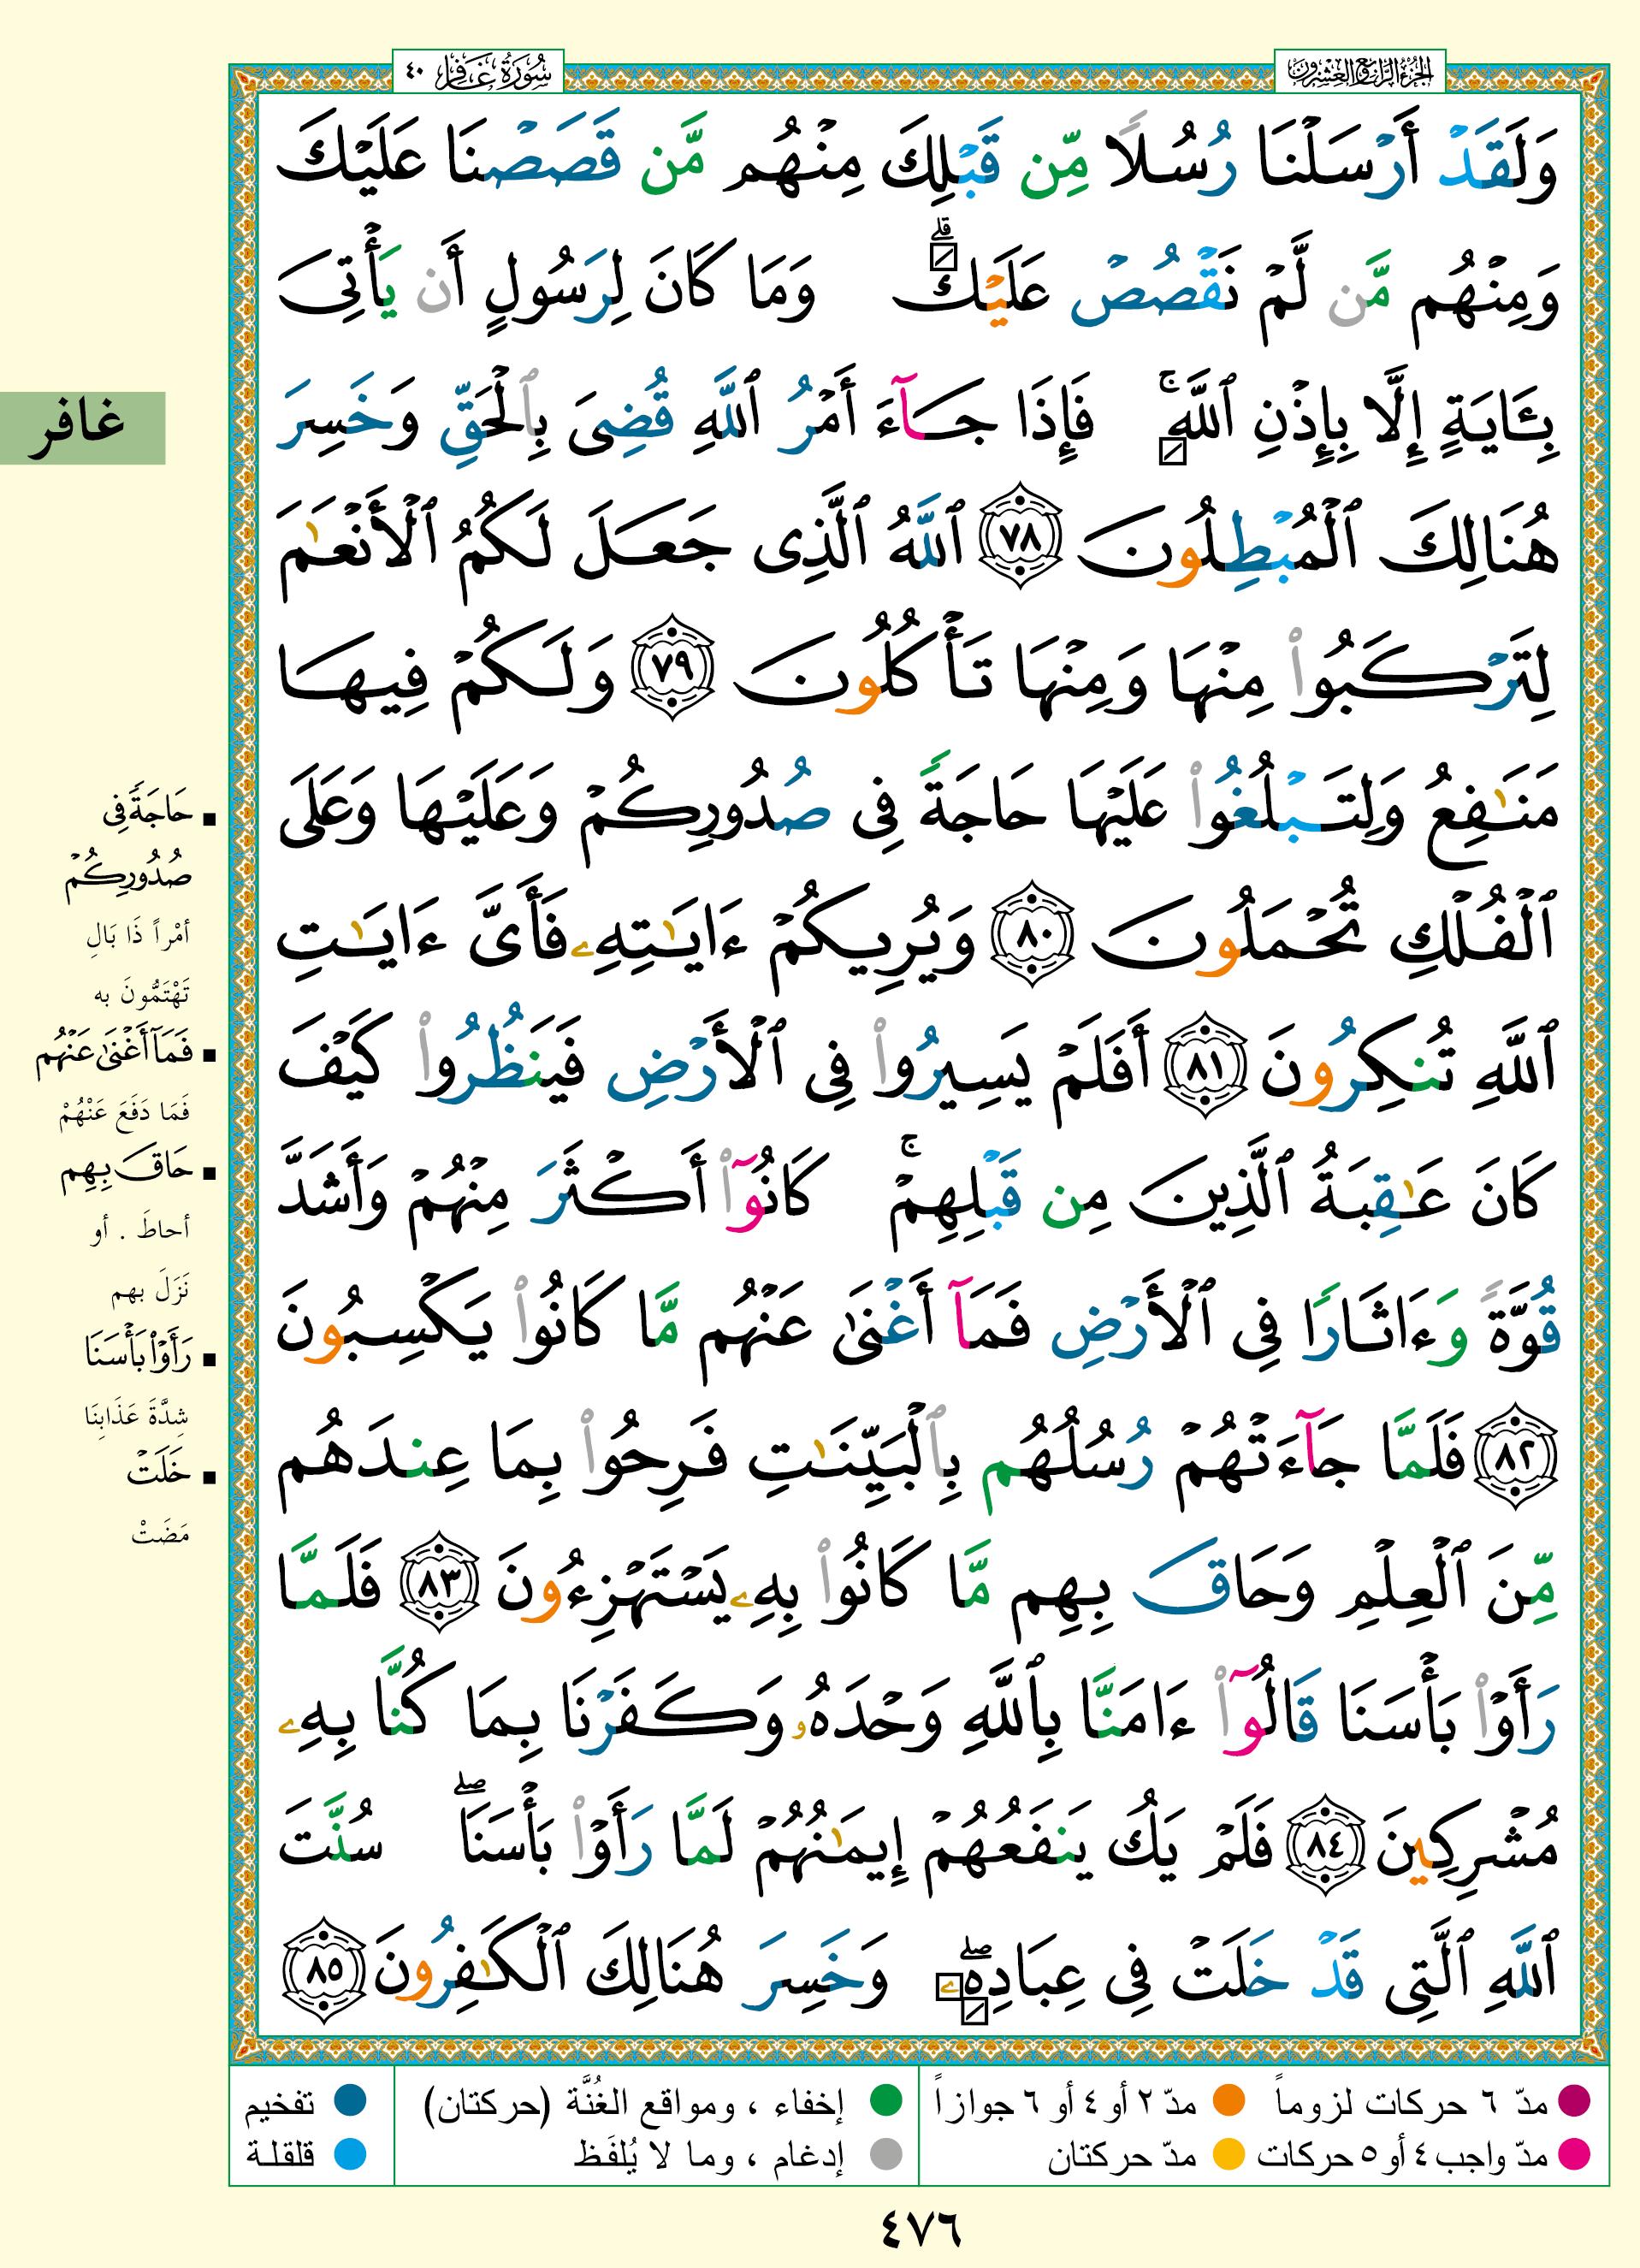 الجزء الرابع والعشرون
سُورَةُ غَافِر ٤٠
وَلَقَدْ أَرْسَلْنَا رُسُلًا مِّن قَبْلِكَ مِنْهُم مَّن قَصَصْنَا عَلَيْكَ
وَمِنْهُم مَّن لَّمْ نَقْصُصْ عَلَيْكَ ۗ وَمَا كَانَ لِرَسُولٍ أَن يَأْتِىَ
بِـَٔايَةٍ إِلَّا بِإِذْنِ ٱللَّهِ ۚ فَإِذَا جَآءَ أَمْرُ ٱللَّهِ قُضِىَ بِٱلْحَقِّ وَخَسِرَ
هُنَالِكَ ٱلْمُبْطِلُونَ ٧٨ ٱللَّهُ ٱلَّذِى جَعَلَ لَكُمُ ٱلْأَنْعَٰمَ
لِتَرْكَبُوا۟ مِنْهَا وَمِنْهَا تَأْكُلُونَ ٧٩ وَلَكُمْ فِيهَا
مَنَٰفِعُ وَلِتَبْلُغُوا۟ عَلَيْهَا حَاجَةً فِى صُدُورِكُمْ وَعَلَيْهَا وَعَلَى
ٱلْفُلْكِ تُحْمَلُونَ ٨٠ وَيُرِيكُمْ ءَايَٰتِهِۦ فَأَىَّ ءَايَٰتِ
ٱللَّهِ تُنكِرُونَ ٨١ أَفَلَمْ يَسِيرُوا۟ فِى ٱلْأَرْضِ فَيَنظُرُوا۟ كَيْفَ
كَانَ عَٰقِبَةُ ٱلَّذِينَ مِن قَبْلِهِمْ ۚ كَانُوٓا۟ أَكْثَرَ مِنْهُمْ وَأَشَدَّ
قُوَّةً وَءَاثَارًا فِى ٱلْأَرْضِ فَمَآ أَغْنَىٰ عَنْهُم مَّا كَانُوا۟ يَكْسِبُونَ
٨٢ فَلَمَّا جَآءَتْهُمْ رُسُلُهُم بِٱلْبَيِّنَٰتِ فَرِحُوا۟ بِمَا عِندَهُم
مِّنَ ٱلْعِلْمِ وَحَاقَ بِهِم مَّا كَانُوا۟ بِهِۦ يَسْتَهْزِءُونَ ٨٣ فَلَمَّا
رَأَوْا۟ بَأْسَنَا قَالُوٓا۟ ءَامَنَّا بِٱللَّهِ وَحْدَهُۥ وَكَفَرْنَا بِمَا كُنَّا بِهِۦ
مُشْرِكِينَ ٨٤ فَلَمْ يَكُ يَنفَعُهُمْ إِيمَٰنُهُمْ لَمَّا رَأَوْا۟ بَأْسَنَا ۖ سُنَّتَ
ٱللَّهِ ٱلَّتِى قَدْ خَلَتْ فِى عِبَادِهِۦ ۖ وَخَسِرَ هُنَالِكَ ٱلْكَٰفِرُونَ ٨٥
غافر
حَاجَةً فِى
صُدُورِكُمْ
أمْراً ذَا بَالِ
تَهْتَمُّونَ به
فَمَآ أَغْنَىٰ عَنْهُم
فَمَا دَفَعَ عَنْهُمْ
حَاقَ بِهِم
أحاطَ . أو
نَزَلَ بهم
رَأَوْا۟ بَأْسَنَا
شِدَّةَ عَذَابِنَا
خَلَتْ
مَضَتْ
مدّ ٦ حركات لزوماً مدّ ٢ أو ٤ أو ٦ جوازاً إخفاء ، ومواقع الغُنَّة (حركتان) تفخيم
مدّ واجب ٤ أو ٥ حركات مدّ حركتان إدغام ، وما لا يُلفَظ قلقلة
٤٧٦